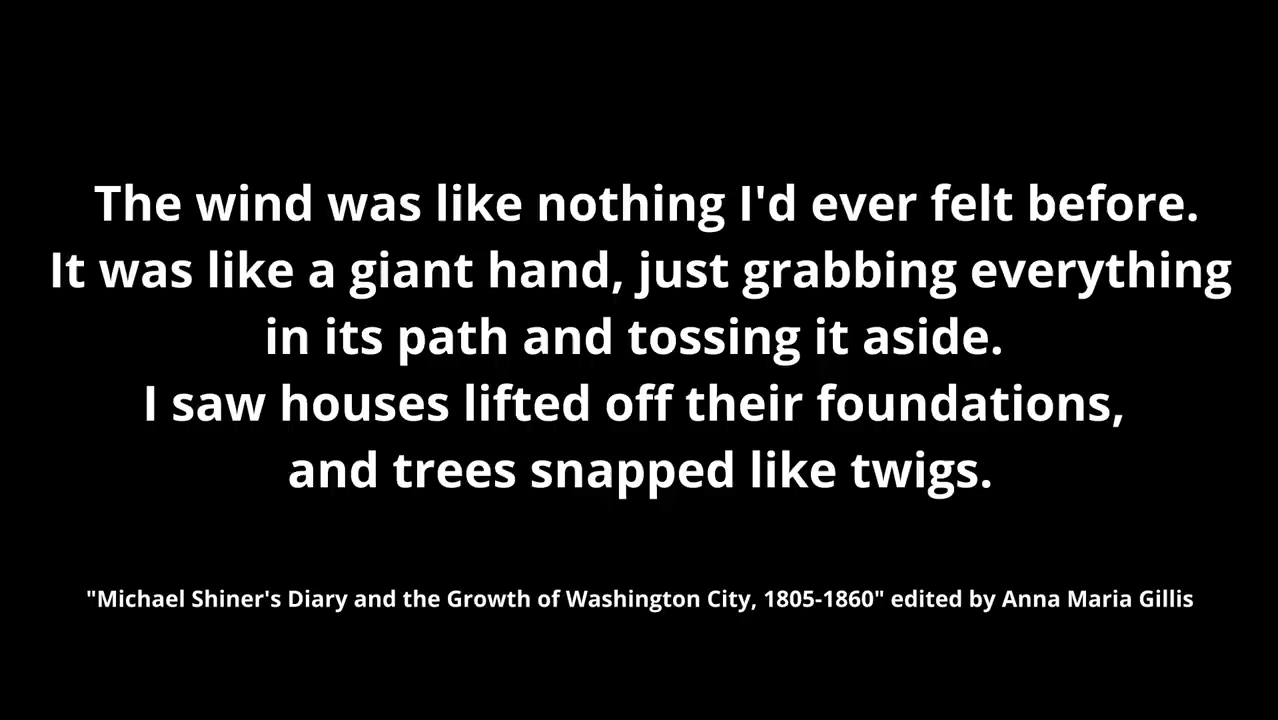 The wind was like nothing I'd ever felt before.
It was like a giant hand, just grabbing everything
in its path and tossing it aside.
I saw houses lifted off their foundations,
and trees snapped like twigs.
"Michael Shiner's Diary and the Growth of Washington City, 1805-1860" edited by Anna Maria Gillis